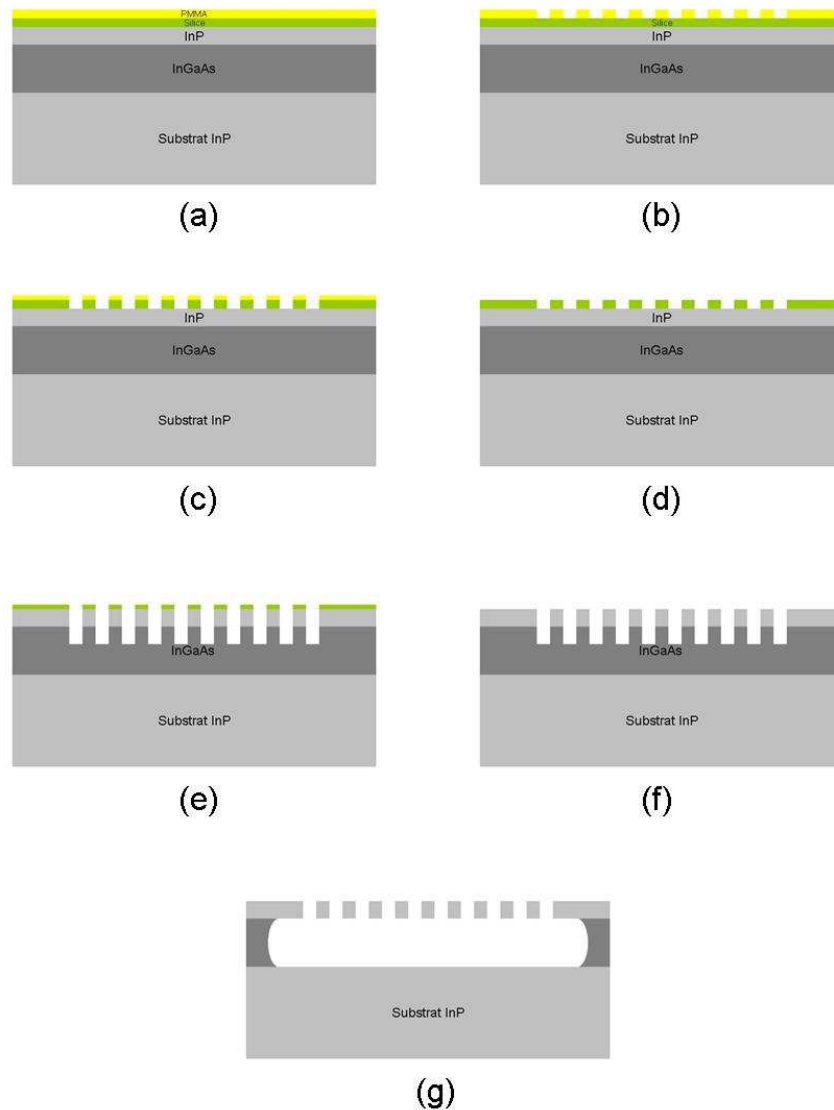 PMMA
Silice
InP
InGaAs
Substrat InP
(a)
Silice
InP
InGaAs
Substrat InP
(b)
InP
InGaAs
Substrat InP
(c)
InP
InGaAs
Substrat InP
(d)
InGaAs
Substrat InP
(e)
InGaAs
Substrat InP
(f)
Substrat InP
(g)